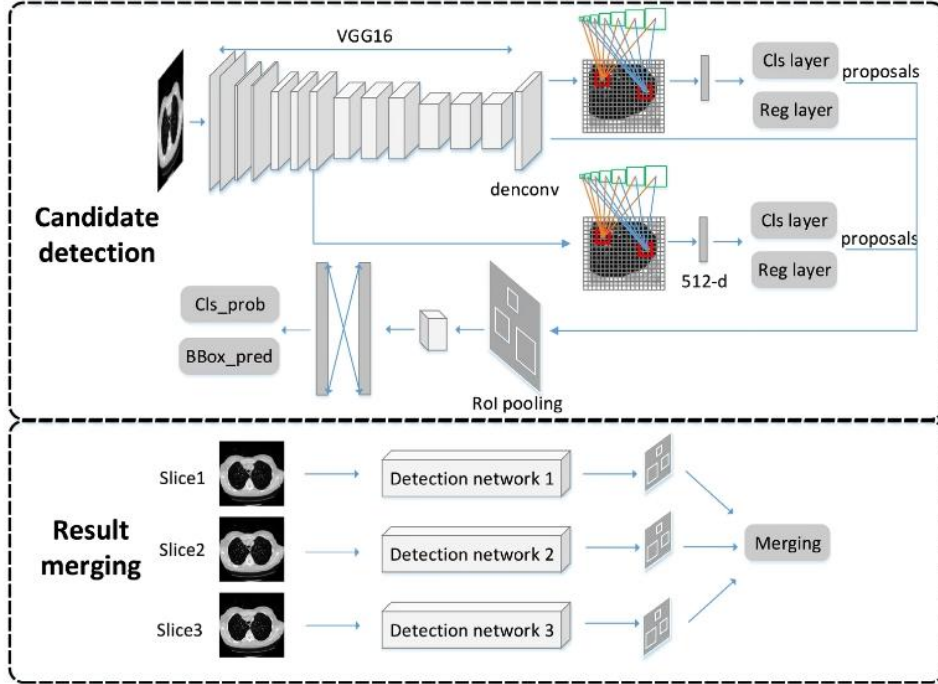 VGG16
Cls layer
proposals
Reg layer
denconv
Candidate
detection
Cls layer
proposals
Reg layer
512-d
Cls_prob
BBox_pred
RoI pooling
Slice1
Detection network 1
Result
merging
Slice2
Detection network 2
Merging
Slice3
Detection network 3